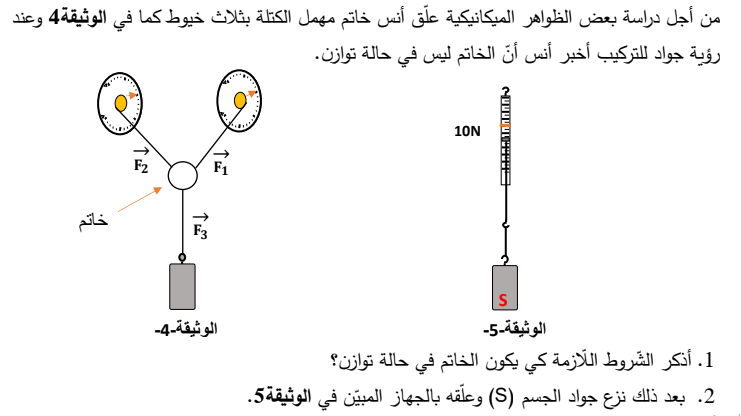 من أجل دراسة بعض الظواهر الميكانيكية علّق أنس خاتم مهمل الكتلة بثلاث خيوط كما في الوثيقة4 وعند
رؤية جواد للتركيب أخبر أنس أنّ الخاتم ليس في حالة توازن.
10N
F₂
F₁
خاتم
F₃
S
الوثيقة-4-
الوثيقة-5-
1. أذكر الشّروط اللّازمة كي يكون الخاتم في حالة توازن؟
2. بعد ذلك نزع جواد الجسم (S) وعلّقه بالجهاز المبيّن في الوثيقة5.